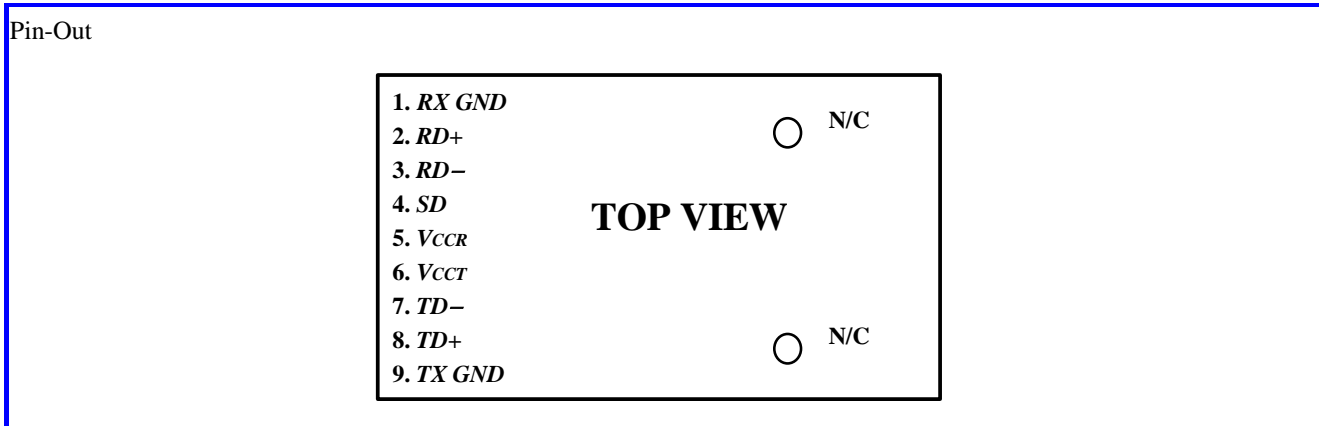 Pin-Out
1. RX GND
N/C
2. RD+
3. RD−
4. SD
TOP VIEW
5. VCCR
6. VCCT
7. TD−
8. TD+
N/C
9. TX GND